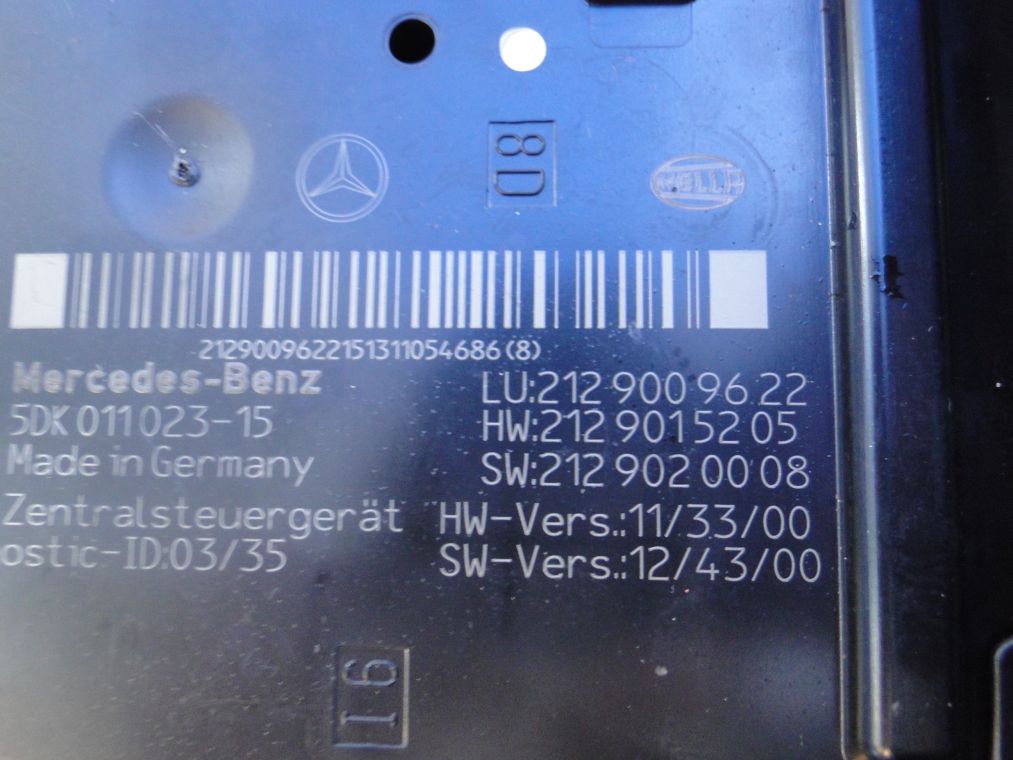 8D
HELLA
2129009622151311054686(8)
Mercedes-Benz
LU:212 900 96 22
5DK 011 023-15
HW:212 901 52 05
Made in Germany
SW:212 902 00 08
Zentralsteuergerät
HW-Vers.:11/33/00
ostic-ID:03/35
SW-Vers.:12/43/00
16